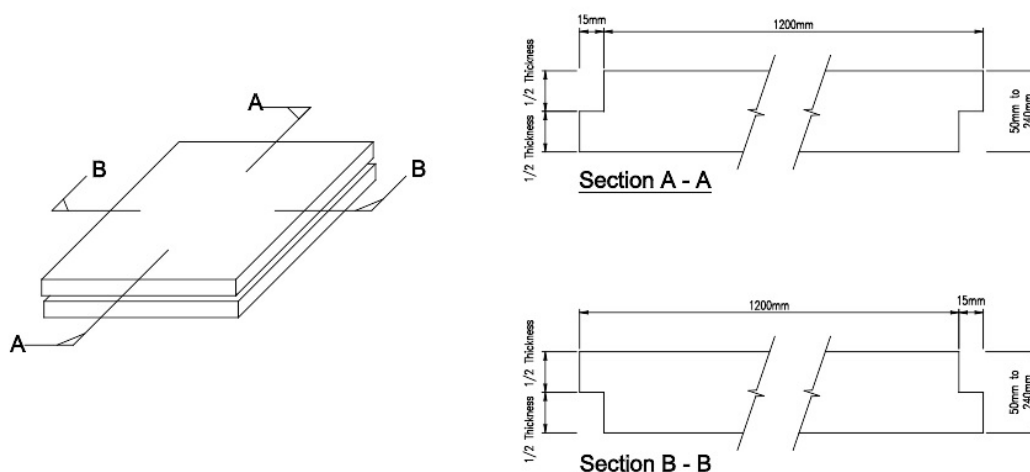 A
B
B
A
15mm
1200mm
1/2 Thickness
1/2 Thickness
50mm to
240mm
Section A - A
1200mm
15mm
1/2 Thickness
1/2 Thickness
50mm to
240mm
Section B - B